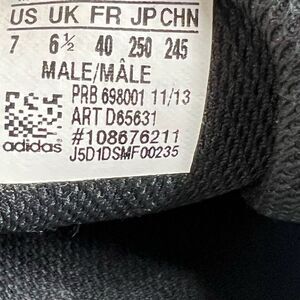 US UK FR JP CHN
7 6½ 40 250 245
MALE/MÂLE
PRB 698001 11/13
ART D65631
#108676211
adidas J5D1DSMF00235